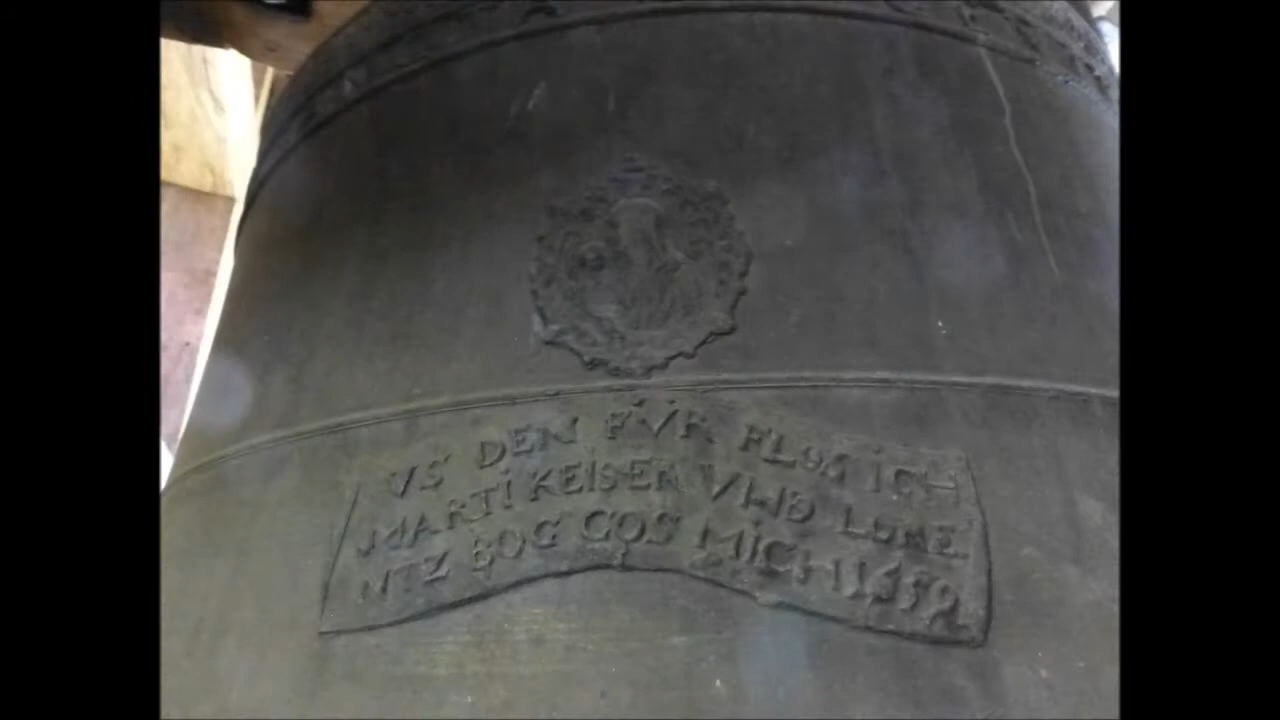 VS DEN FVR FLOS ICH
MARTI KEISER VND LORE
NTZ BOG GOS MICH 1659